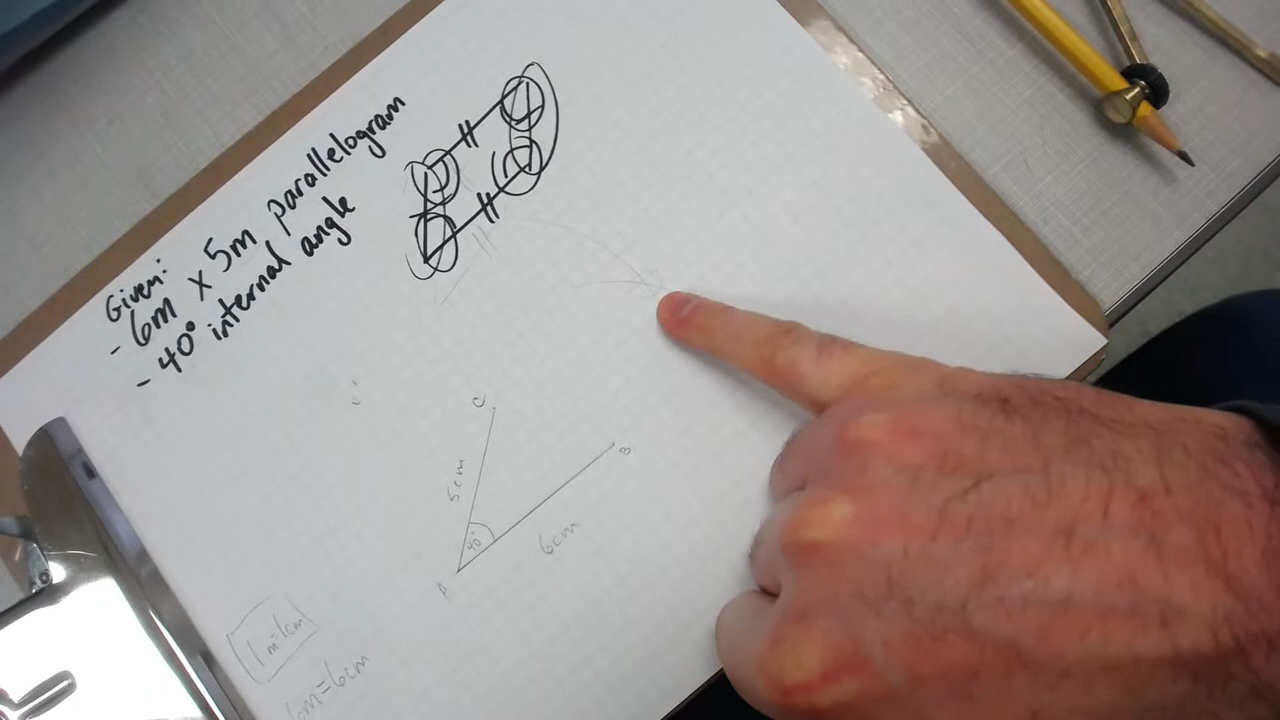 Given:
- 6m x 5m parallelogram
- 40° internal angle
C
5cm
B
40°
6cm
A
1m=1cm
6m=6cm